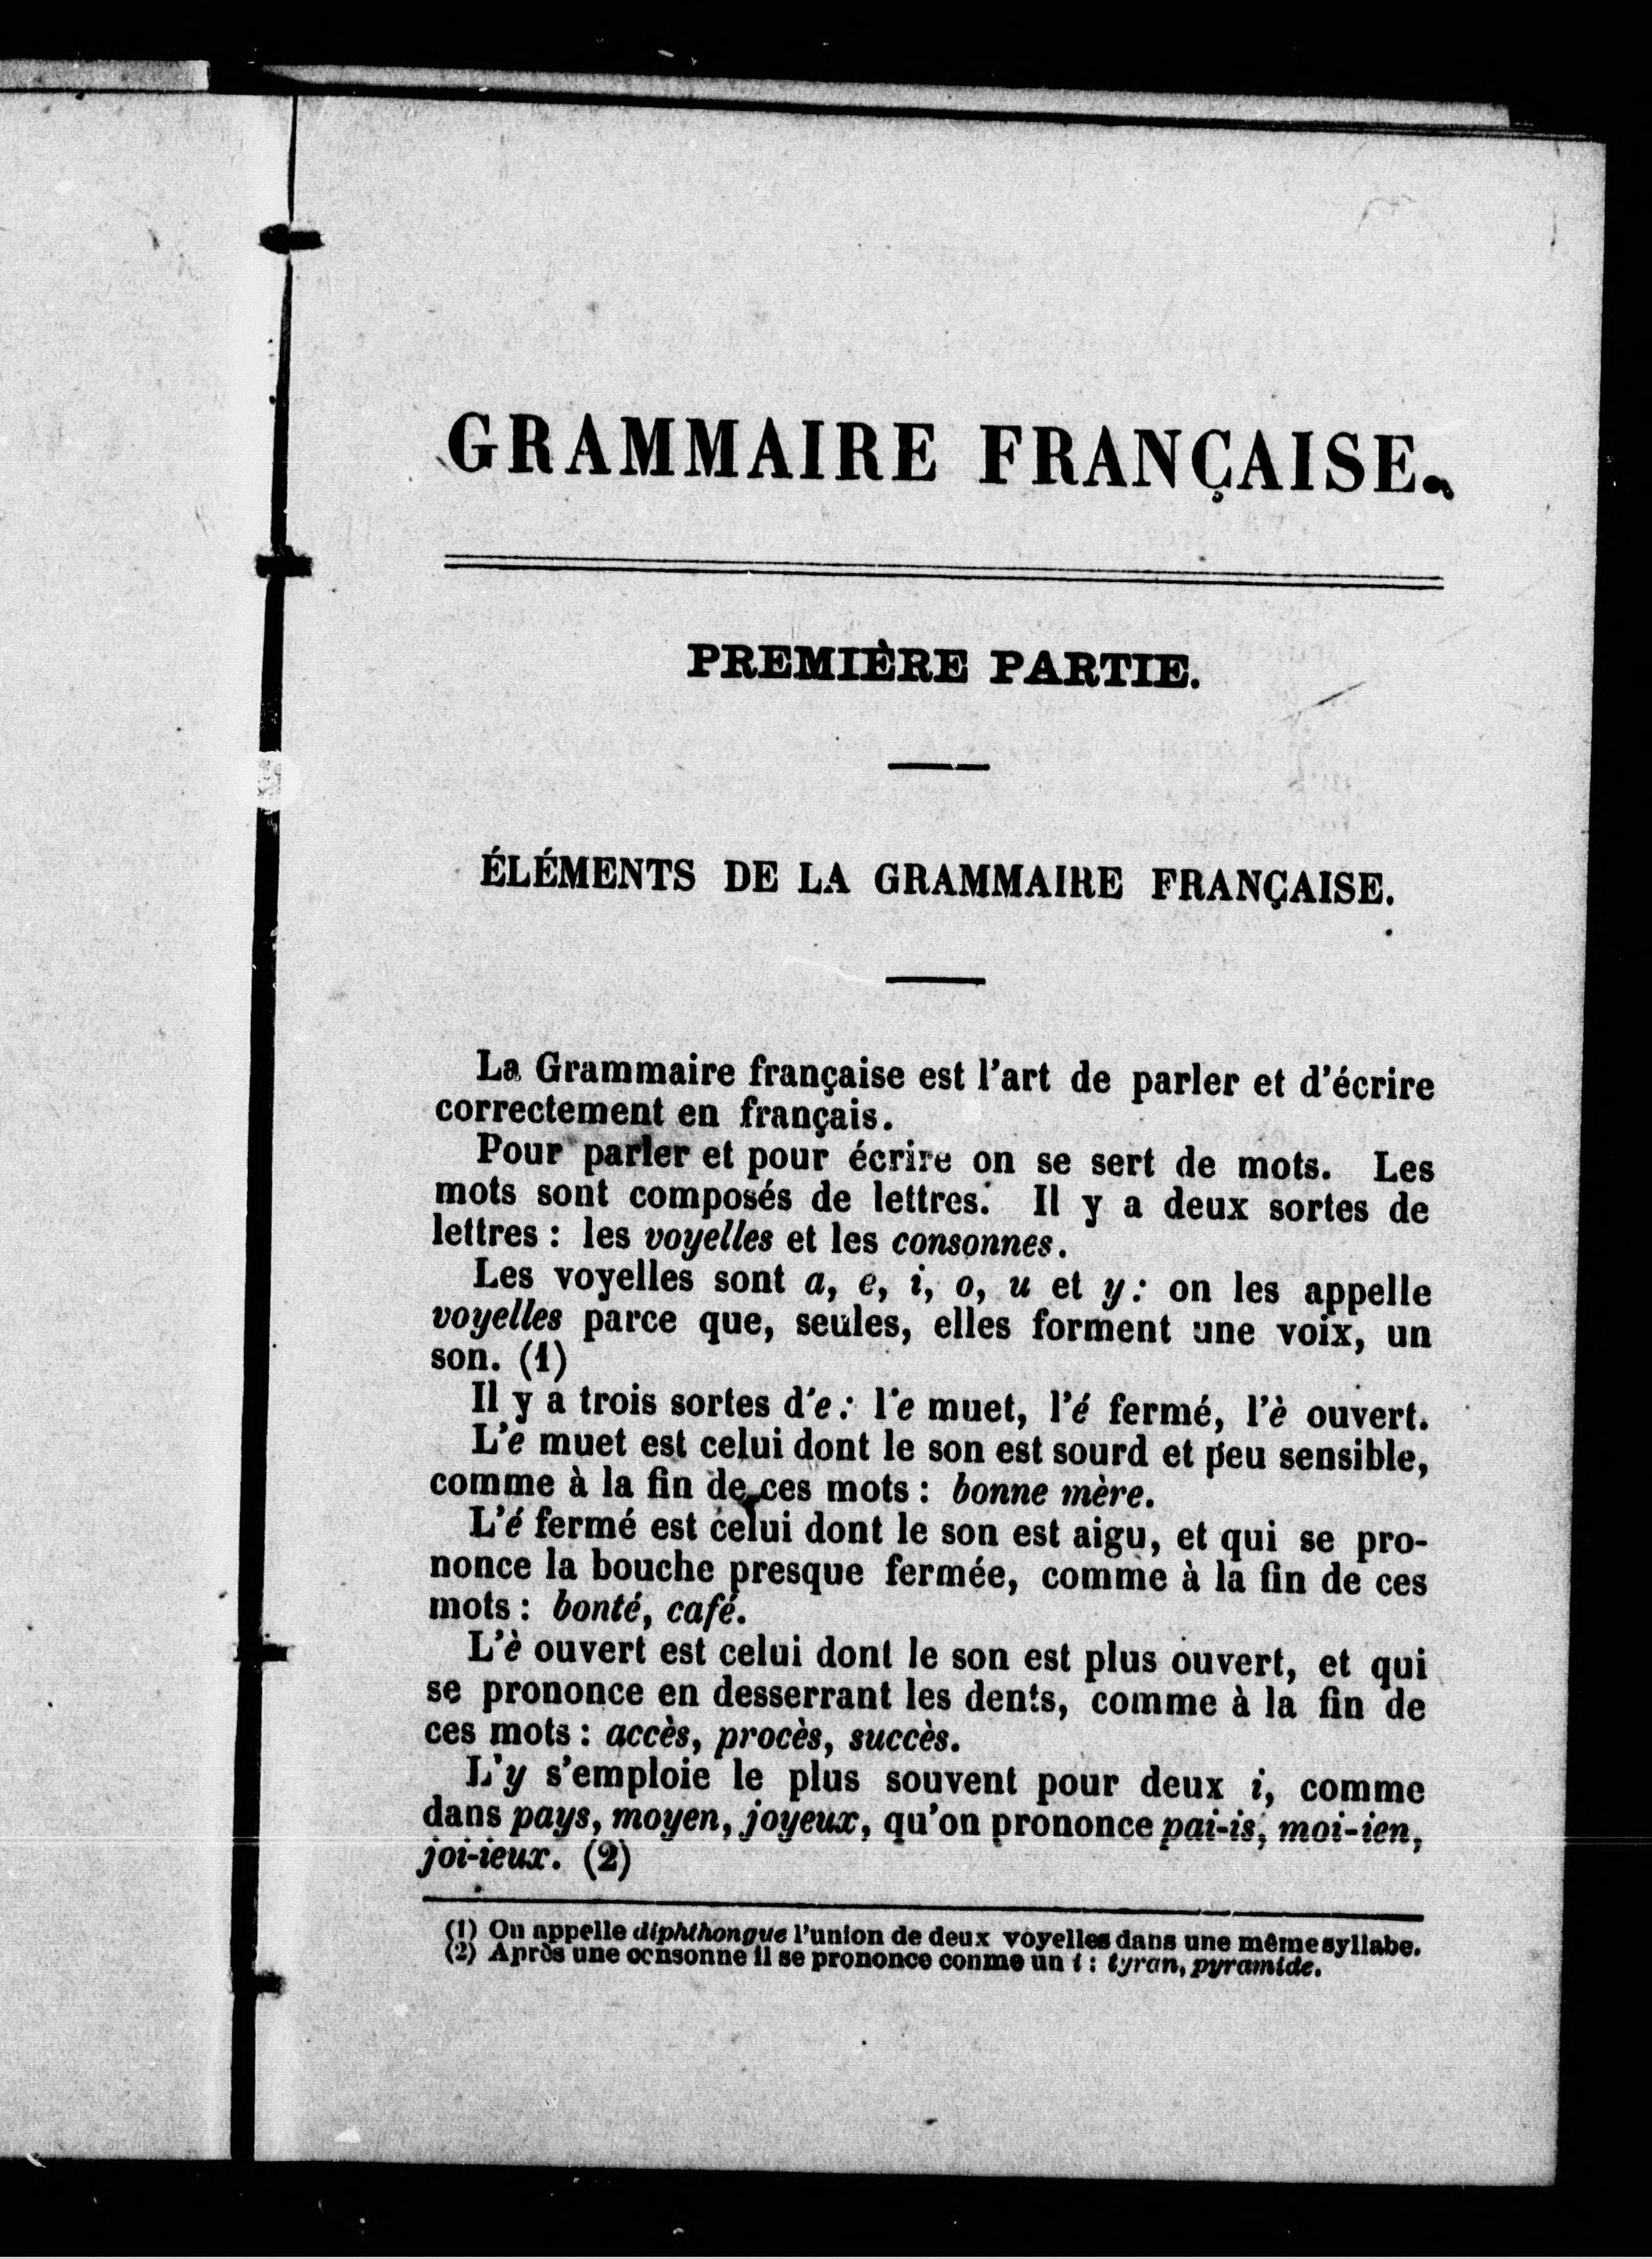 GRAMMAIRE FRANÇAISE.
PREMIÈRE PARTIE.
ÉLÉMENTS DE LA GRAMMAIRE FRANÇAISE.
La Grammaire française est l'art de parler et d'écrire
correctement en français.
Pour parler et pour écrire on se sert de mots. Les
mots sont composés de lettres. Il y a deux sortes de
lettres : les voyelles et les consonnes.
Les voyelles sont a, e, i, o, u et y : on les appelle
voyelles parce que, seules, elles forment une voix, un
son. (1)
Il y a trois sortes d'e : l'e muet, l'é fermé, l'è ouvert.
L'e muet est celui dont le son est sourd et peu sensible,
comme à la fin de ces mots : bonne mère.
L'é fermé est celui dont le son est aigu, et qui se pro-
nonce la bouche presque fermée, comme à la fin de ces
mots : bonté, café.
L'è ouvert est celui dont le son est plus ouvert, et qui
se prononce en desserrant les dents, comme à la fin de
ces mots : accès, procès, succès.
L'y s'emploie le plus souvent pour deux i, comme
dans pays, moyen, joyeux, qu'on prononce pai-is, moi-ien,
joi-ieux. (2)
(1) On appelle diphthongue l'union de deux voyelles dans une même syllabe.
(2) Après une consonne il se prononce conme un i : tyran, pyramide.